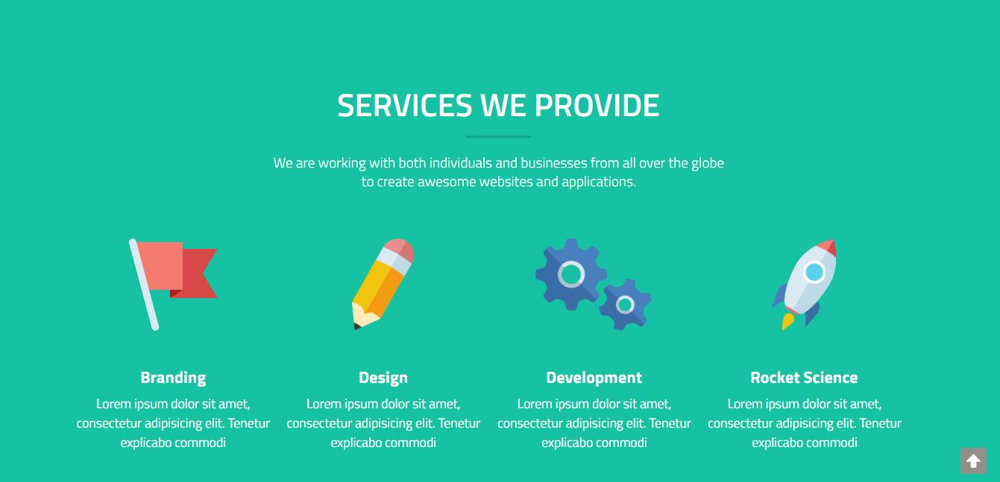 SERVICES WE PROVIDE
We are working with both individuals and businesses from all over the globe
to create awesome websites and applications.
Branding
Lorem ipsum dolor sit amet,
consectetur adipisicing elit. Tenetur
explicabo commodi
Design
Lorem ipsum dolor sit amet,
consectetur adipisicing elit. Tenetur
explicabo commodi
Development
Lorem ipsum dolor sit amet,
consectetur adipisicing elit. Tenetur
explicabo commodi
Rocket Science
Lorem ipsum dolor sit amet,
consectetur adipisicing elit. Tenetur
explicabo commodi